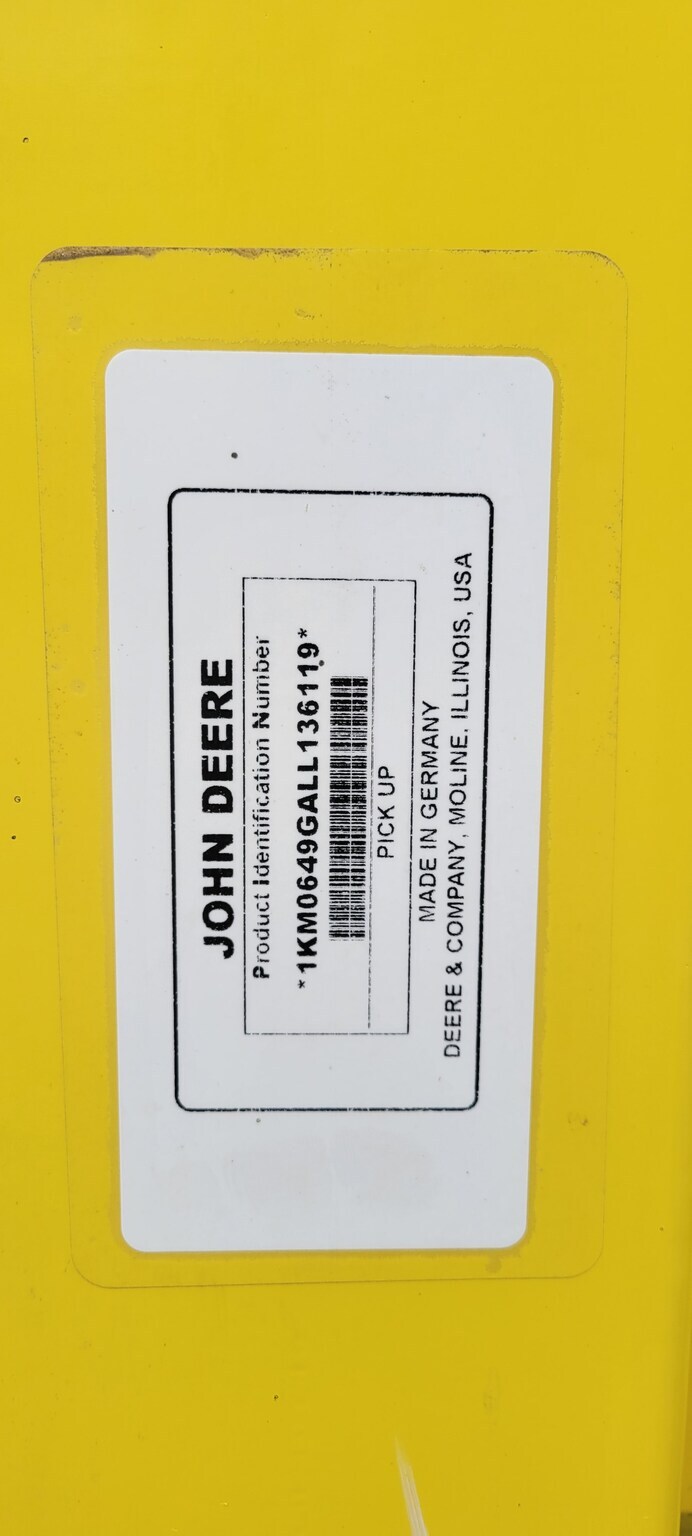 JOHN DEERE
Product Identification Number
*1KM0649GALL136119*
PICK UP
MADE IN GERMANY
DEERE & COMPANY, MOLINE, ILLINOIS, USA